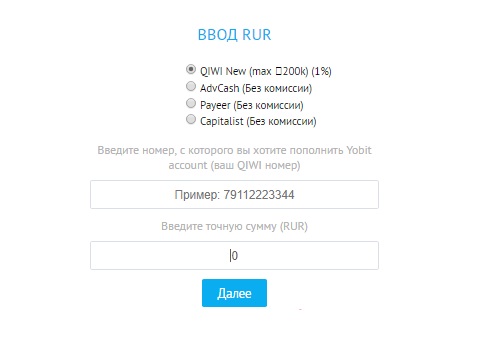 ВВОД RUR
QIWI New (max 200k) (1%)
AdvCash (Без комиссии)
Payeer (Без комиссии)
Capitalist (Без комиссии)
Введите номер, с которого вы хотите пополнить Yobit
account (ваш QIWI номер)
Пример: 79112223344
Введите точную сумму (RUR)
0
Далее